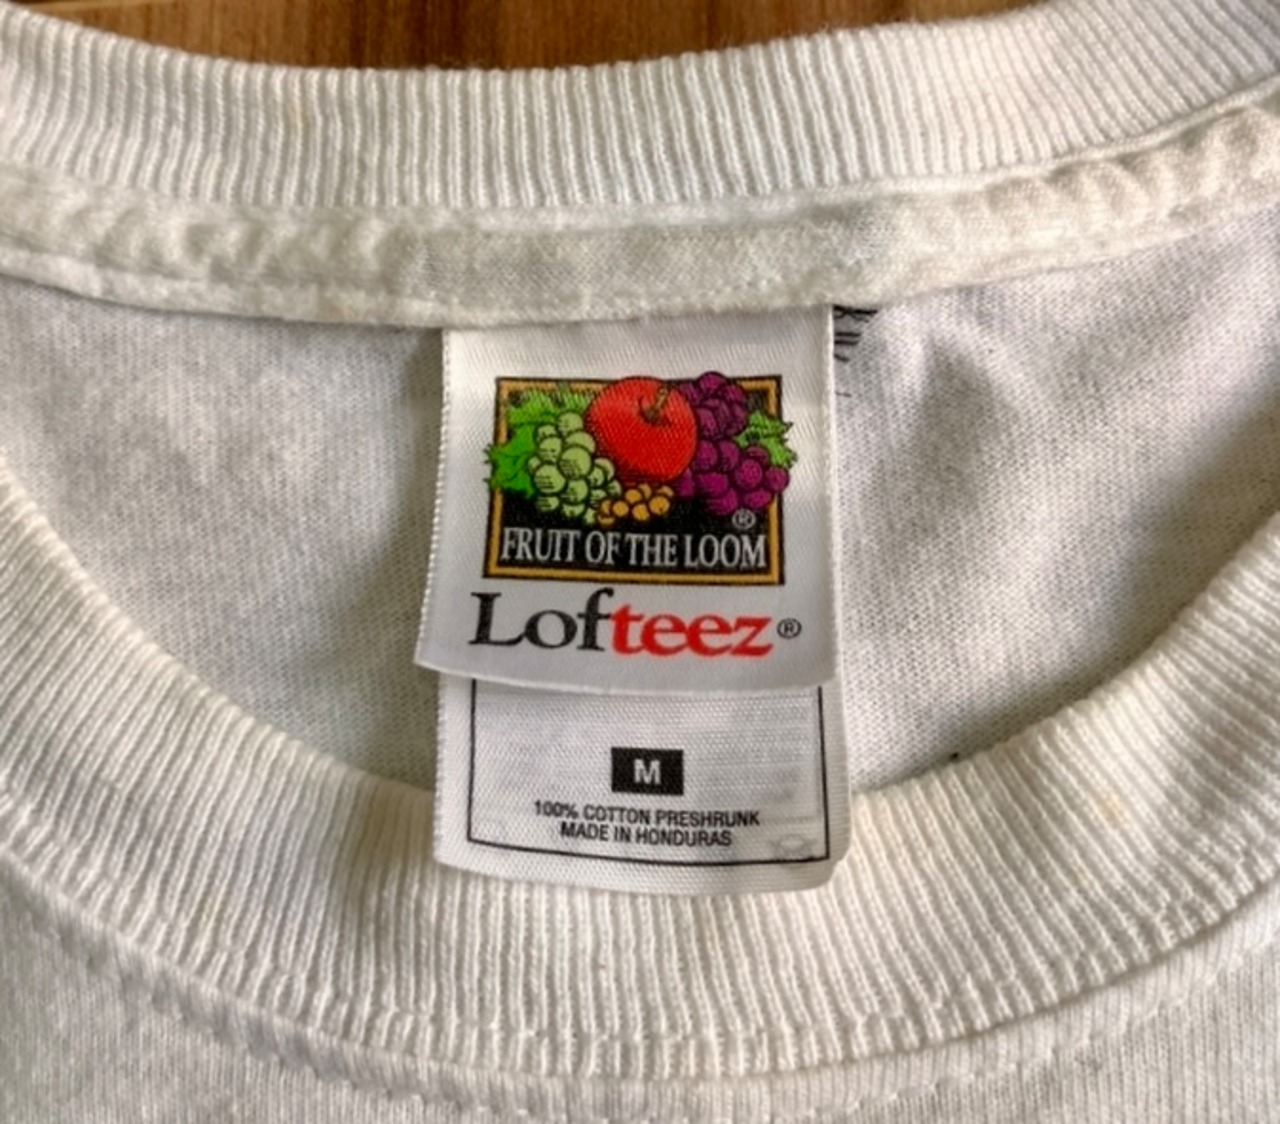 ®
FRUIT OF THE LOOM
Lofteez®
M
100% COTTON PRESHRUNK
MADE IN HONDURAS